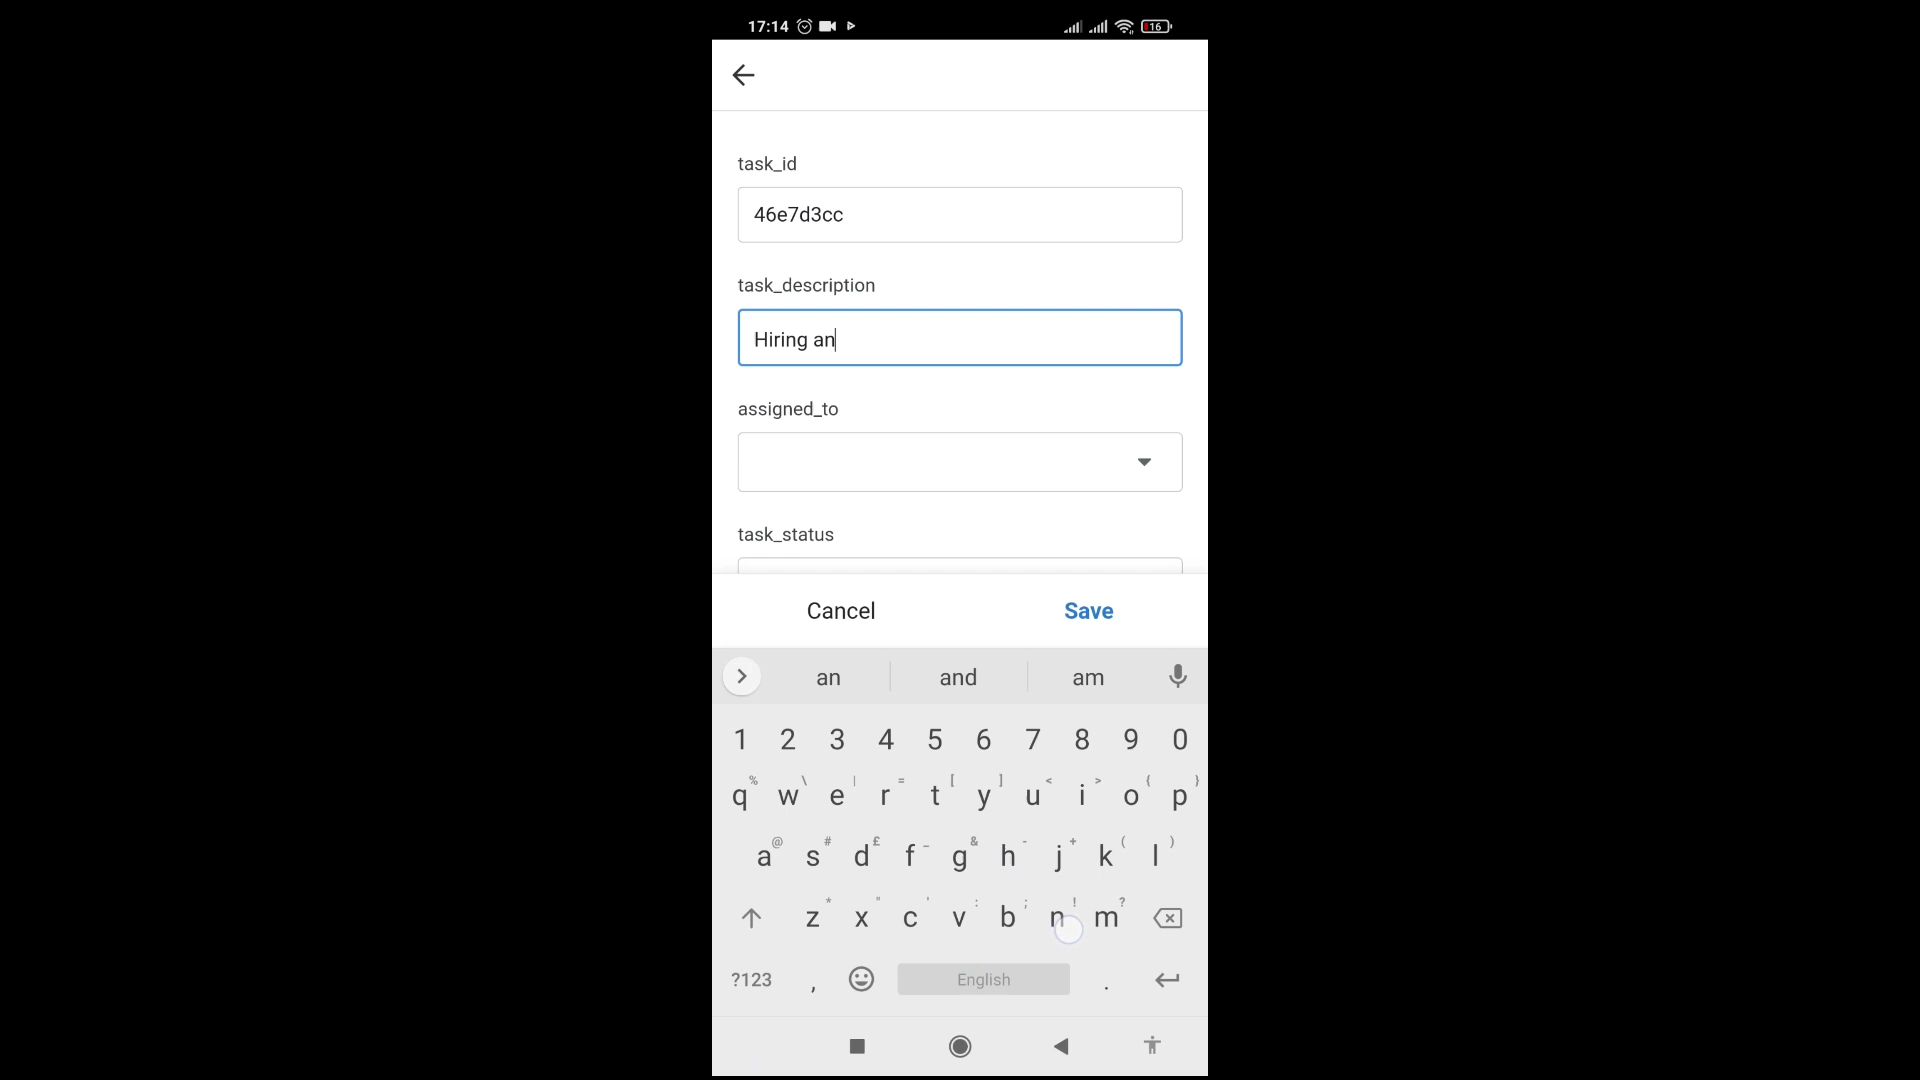 17:14 16
task_id
46e7d3cc
task_description
Hiring an
assigned_to
task_status
Cancel Save
an and am
1 2 3 4 5 6 7 8 9 0
% \ | = [ ] < > { }
q w e r t y u i o p
@ # £ _ & - + ( )
a s d f g h j k l
* " ' : ; ! ?
z x c v b n m
?123 , English .